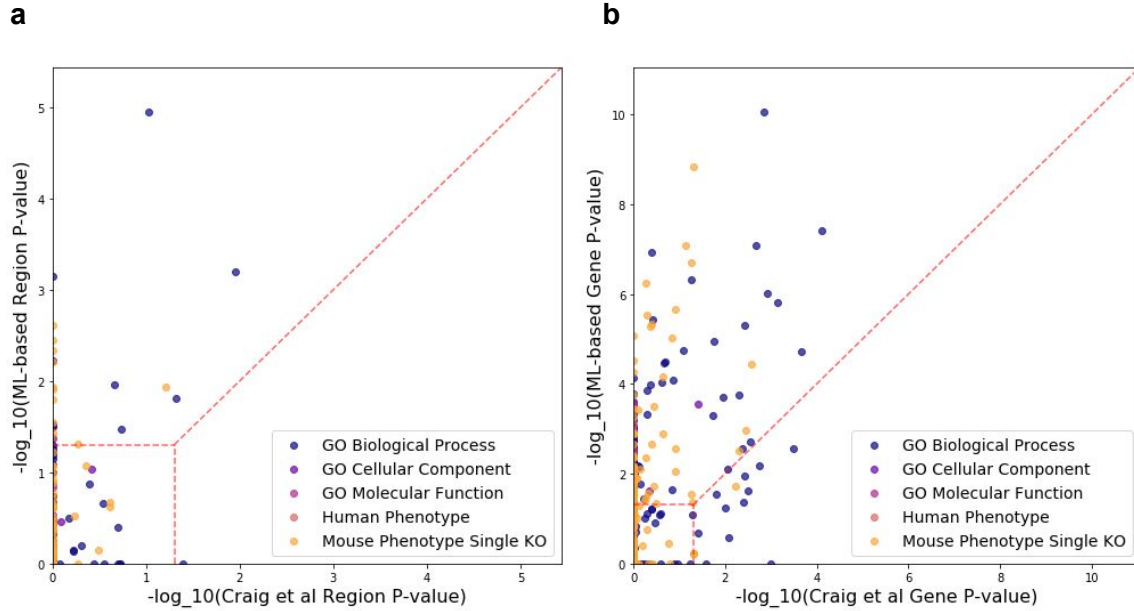 a
b
5
4
3
2
1
0
-log_10(ML-based Region P-value)
GO Biological Process
GO Cellular Component
GO Molecular Function
Human Phenotype
Mouse Phenotype Single KO
0 1 2 3 4 5
-log_10(Craig et al Region P-value)
10
8
6
4
2
0
-log_10(ML-based Gene P-value)
GO Biological Process
GO Cellular Component
GO Molecular Function
Human Phenotype
Mouse Phenotype Single KO
0 2 4 6 8 10
-log_10(Craig et al Gene P-value)